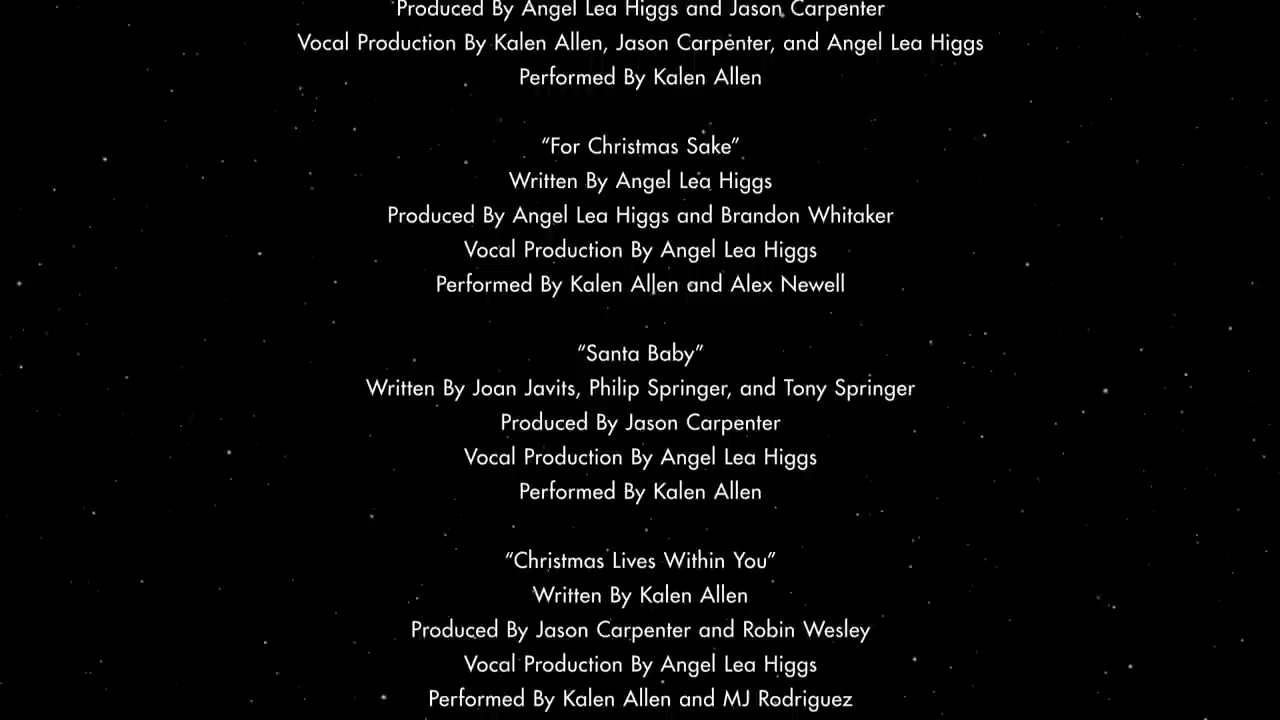 Produced By Angel Lea Higgs and Jason Carpenter
Vocal Production By Kalen Allen, Jason Carpenter, and Angel Lea Higgs
Performed By Kalen Allen
“For Christmas Sake”
Written By Angel Lea Higgs
Produced By Angel Lea Higgs and Brandon Whitaker
Vocal Production By Angel Lea Higgs
Performed By Kalen Allen and Alex Newell
“Santa Baby”
Written By Joan Javits, Philip Springer, and Tony Springer
Produced By Jason Carpenter
Vocal Production By Angel Lea Higgs
Performed By Kalen Allen
“Christmas Lives Within You”
Written By Kalen Allen
Produced By Jason Carpenter and Robin Wesley
Vocal Production By Angel Lea Higgs
Performed By Kalen Allen and MJ Rodriguez